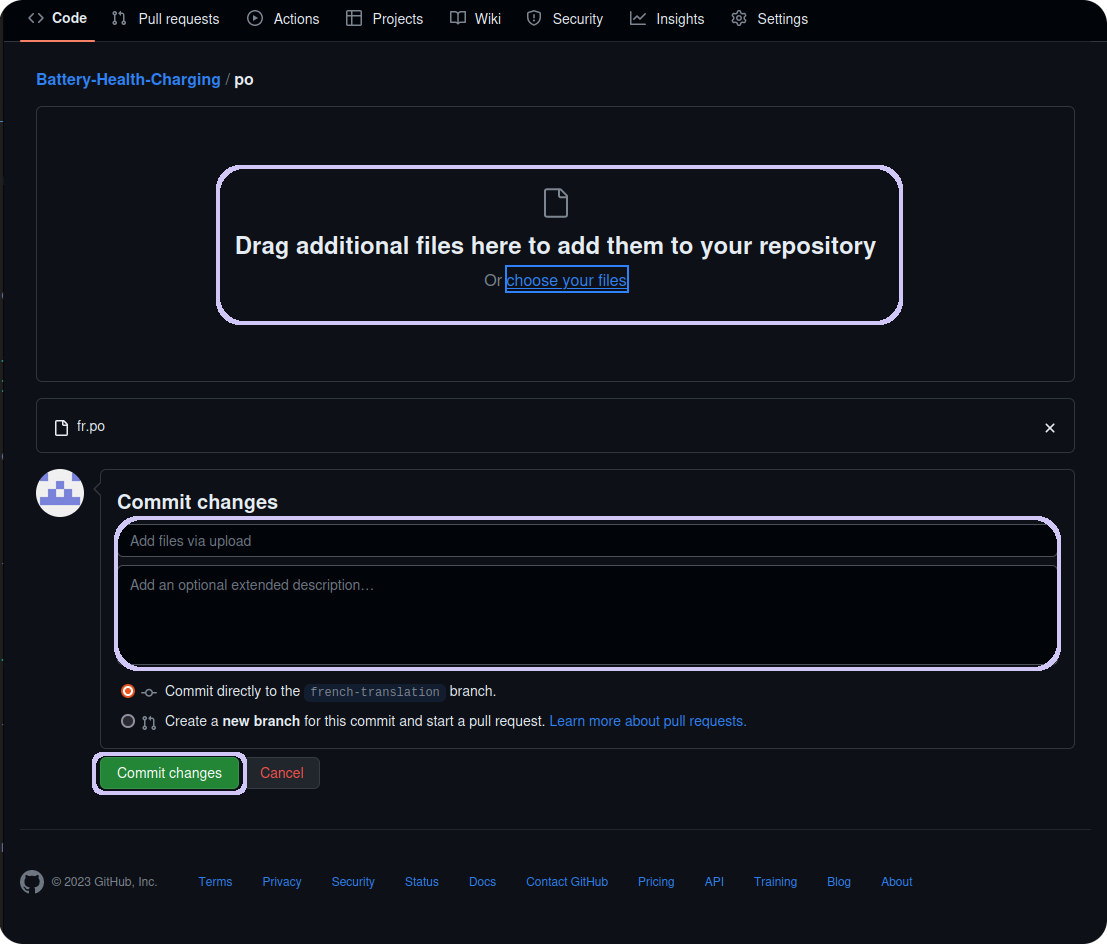 Code Pull requests Actions Projects Wiki Security Insights Settings
Battery-Health-Charging / po
Drag additional files here to add them to your repository
Or choose your files
fr.po
Commit changes
Add files via upload
Add an optional extended description…
Commit directly to the french-translation branch.
Create a new branch for this commit and start a pull request. Learn more about pull requests.
Commit changes Cancel
© 2023 GitHub, Inc. Terms Privacy Security Status Docs Contact GitHub Pricing API Training Blog About